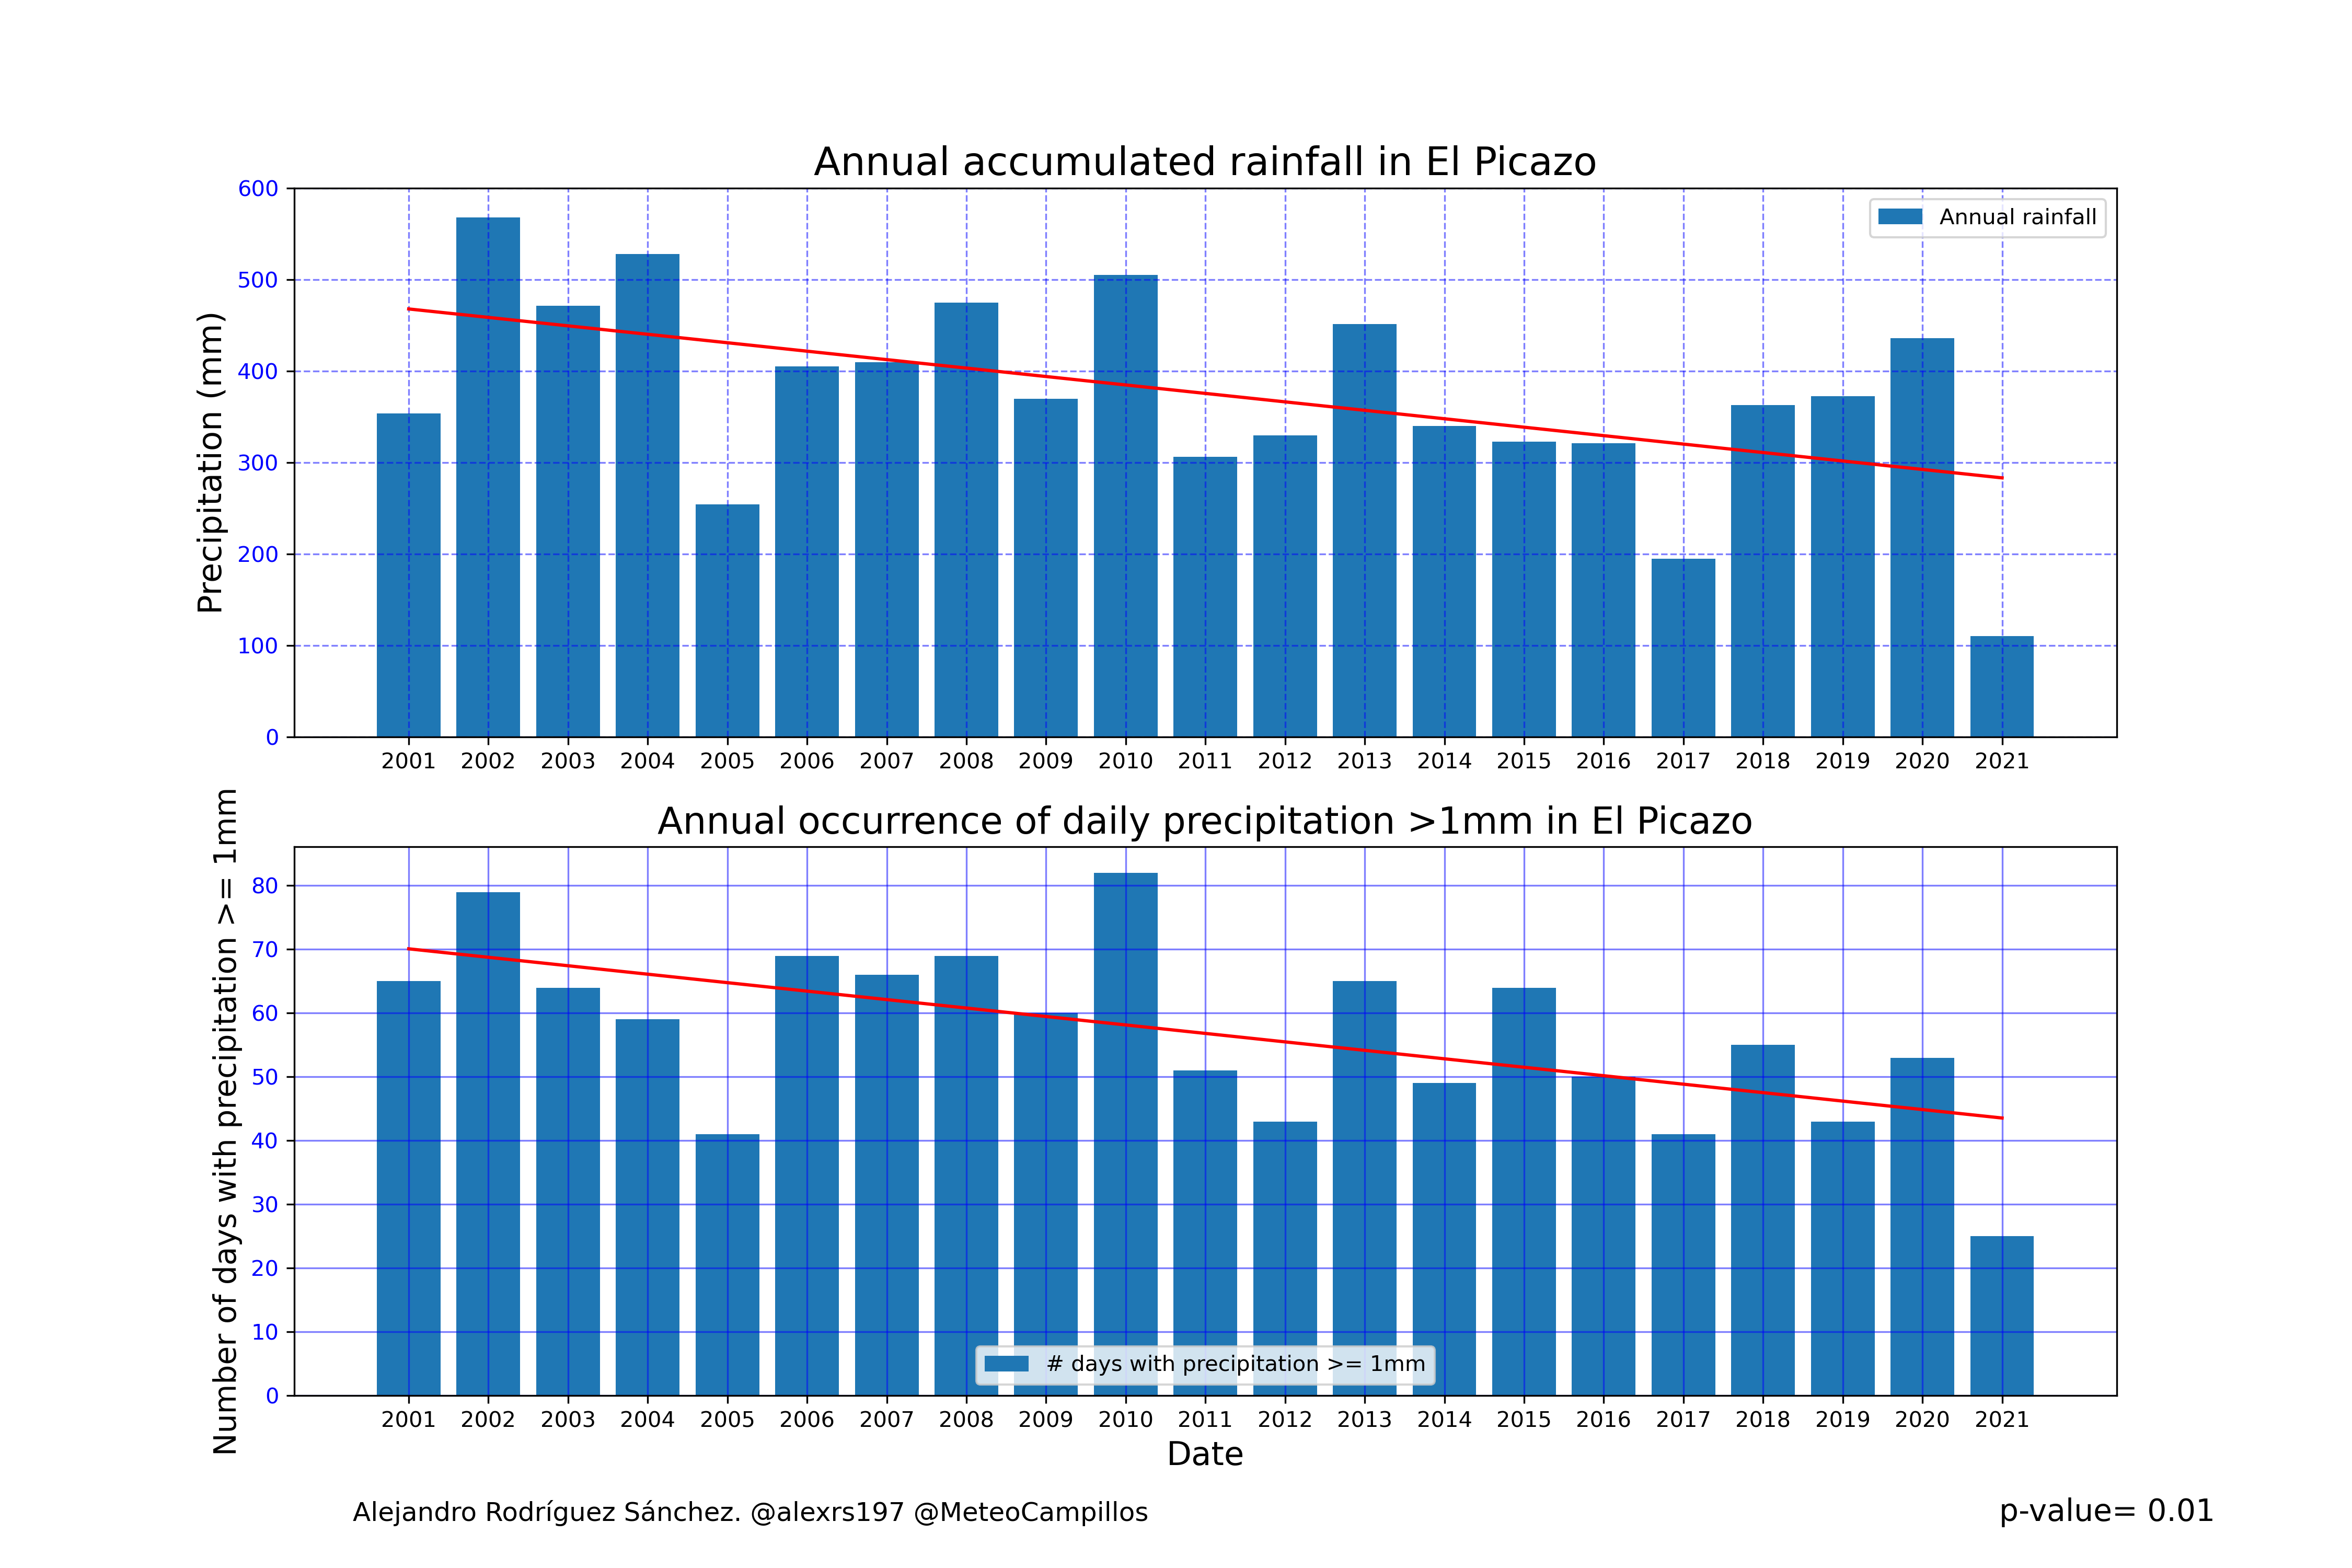 Annual accumulated rainfall in El Picazo
Precipitation (mm)
600
500
400
300
200
100
0
Annual rainfall
2001 2002 2003 2004 2005 2006 2007 2008 2009 2010 2011 2012 2013 2014 2015 2016 2017 2018 2019 2020 2021
Annual occurrence of daily precipitation >1mm in El Picazo
Number of days with precipitation >= 1mm
80
70
60
50
40
30
20
10
0
# days with precipitation >= 1mm
2001 2002 2003 2004 2005 2006 2007 2008 2009 2010 2011 2012 2013 2014 2015 2016 2017 2018 2019 2020 2021
Date
Alejandro Rodríguez Sánchez. @alexrs197 @MeteoCampillos
p-value= 0.01